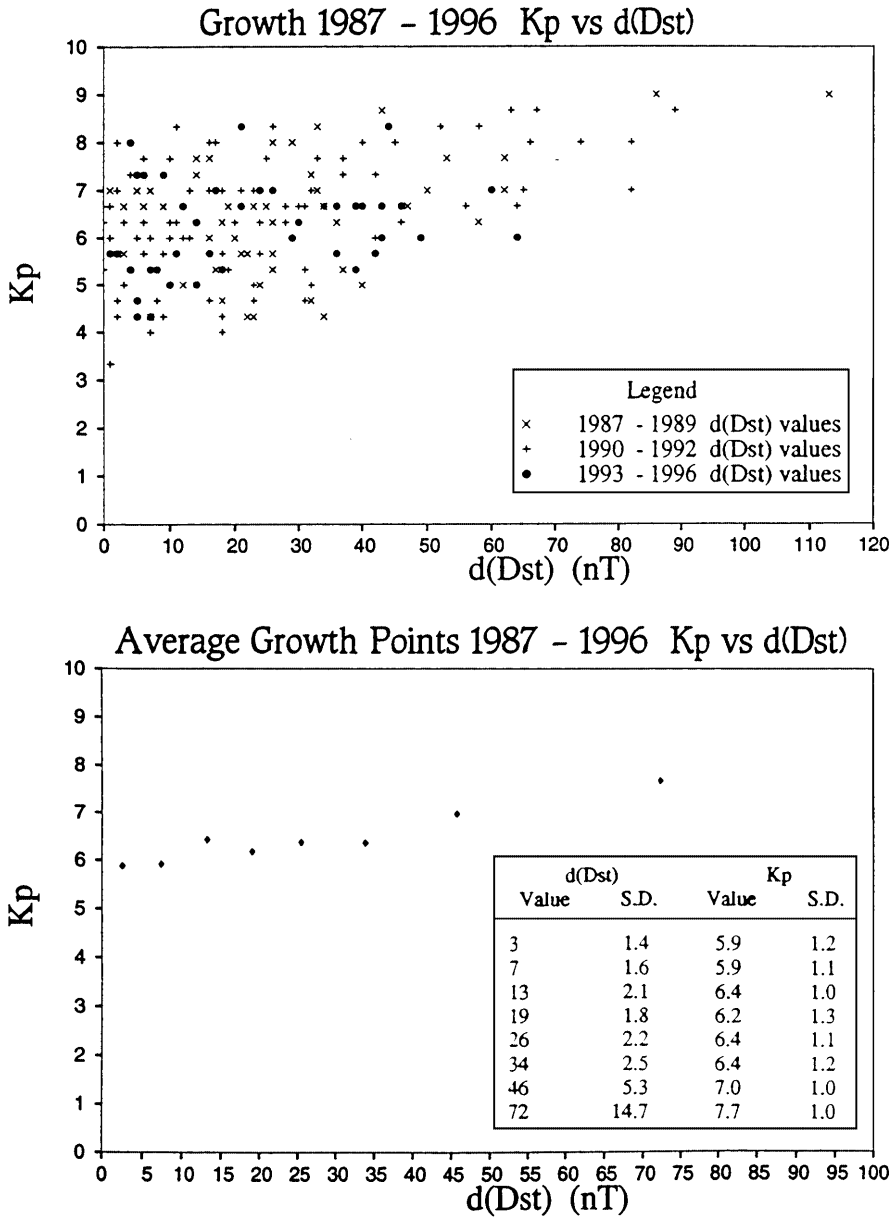 Growth 1987 - 1996 Kp vs d(Dst)
10
9
8
7
6
5
4
3
2
1
0
Kp
Legend
× 1987 - 1989 d(Dst) values
+ 1990 - 1992 d(Dst) values
● 1993 - 1996 d(Dst) values
0 10 20 30 40 50 60 70 80 90 100 110 120
d(Dst) (nT)
Average Growth Points 1987 - 1996 Kp vs d(Dst)
10
9
8
7
6
5
4
3
2
1
0
Kp
d(Dst) Kp
Value S.D. Value S.D.
3 1.4 5.9 1.2
7 1.6 5.9 1.1
13 2.1 6.4 1.0
19 1.8 6.2 1.3
26 2.2 6.4 1.1
34 2.5 6.4 1.2
46 5.3 7.0 1.0
72 14.7 7.7 1.0
0 5 10 15 20 25 30 35 40 45 50 55 60 65 70 75 80 85 90 95 100
d(Dst) (nT)